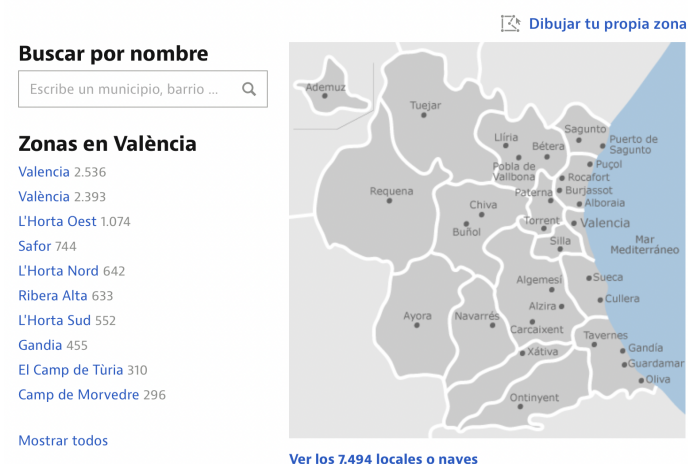 Dibujar tu propia zona
Buscar por nombre
Escribe un municipio, barrio ...
Zonas en València
Valencia 2.536
València 2.393
L'Horta Oest 1.074
Safor 744
L'Horta Nord 642
Ribera Alta 633
L'Horta Sud 552
Gandia 455
El Camp de Túria 310
Camp de Morvedre 296
Mostrar todos
Ademuz
Tuejar
Sagunto
Puerto de
Sagunto
Llíria
Bétera
Pobla de
Vallbona
Puçol
Rocafort
Requena
Paterna
Burjassot
Alboraia
Chiva
Buñol
Torrent
Valencia
Silla
Mar
Mediterráneo
Algemesí
Sueca
Alzira
Cullera
Ayora
Navarrés
Carcaixent
Tavernes
Xátiva
Gandía
Guardamar
Oliva
Ontinyent
Ver los 7.494 locales o naves